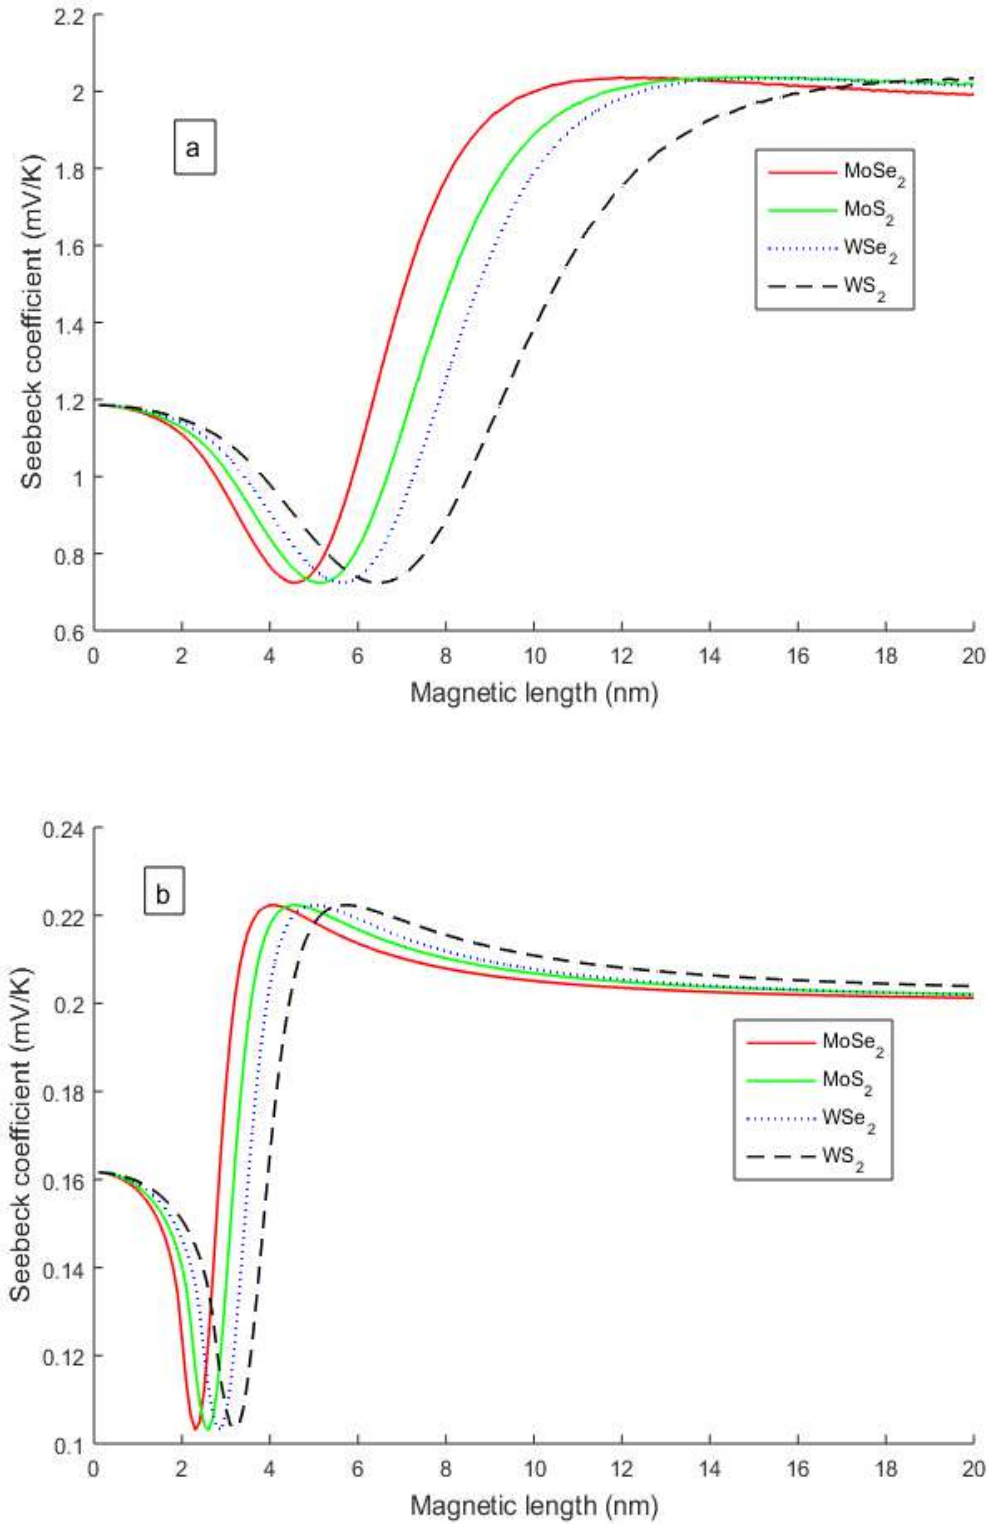 2.2
2
1.8
1.6
1.4
1.2
1
0.8
0.6
Seebeck coefficient (mV/K)
a
MoSe2
MoS2
WSe2
WS2
0 2 4 6 8 10 12 14 16 18 20
Magnetic length (nm)
0.24
0.22
0.2
0.18
0.16
0.14
0.12
0.1
Seebeck coefficient (mV/K)
b
MoSe2
MoS2
WSe2
WS2
0 2 4 6 8 10 12 14 16 18 20
Magnetic length (nm)